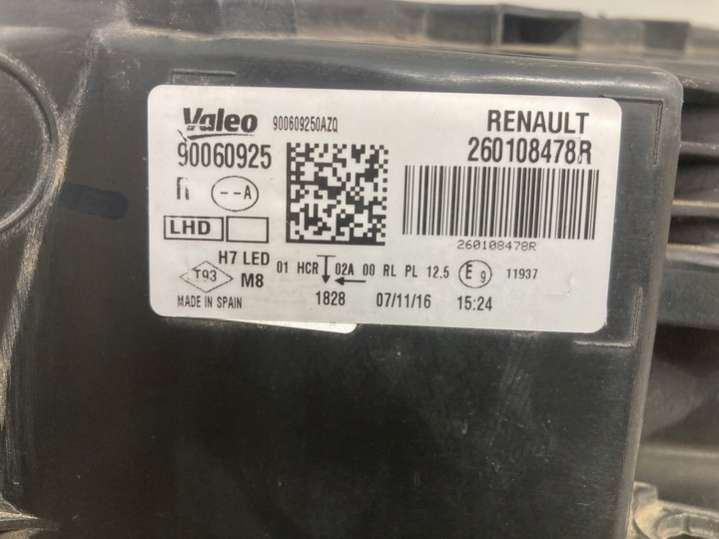 Valeo 90060925OAZQ RENAULT
90060925 260108478R
--A
LHD
260108478R
H7 LED 01 HCR 02A 00 RL PL 12.5 E9 11937
T93 M8
MADE IN SPAIN 1828 07/11/16 15:24